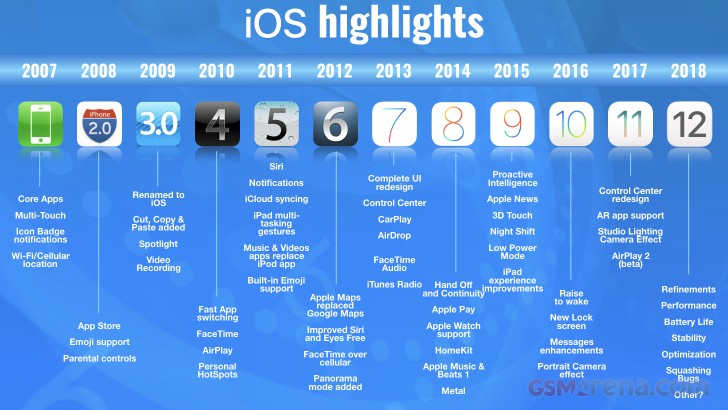 iOS highlights
2007 2008 2009 2010 2011 2012 2013 2014 2015 2016 2017 2018
iPhone
2.0
3.0
4
5
6
7
8
9
10
11
12
Core Apps
Multi-Touch
Icon Badge
notifications
Wi-Fi/Cellular
location
App Store
Emoji support
Parental controls
Renamed to
iOS
Cut, Copy &
Paste added
Spotlight
Video
Recording
Fast App
switching
FaceTime
AirPlay
Personal
HotSpots
Siri
Notifications
iCloud syncing
iPad multi-
tasking
gestures
Music & Videos
apps replace
iPod app
Built-in Emoji
support
Apple Maps
replaced
Google Maps
Improved Siri
and Eyes Free
FaceTime over
cellular
Panorama
mode added
Complete UI
redesign
Control Center
CarPlay
AirDrop
FaceTime
Audio
iTunes Radio
Hand Off
and Continuity
Apple Pay
Apple Watch
support
HomeKit
Apple Music &
Beats 1
Metal
Proactive
Intelligence
Apple News
3D Touch
Night Shift
Low Power
Mode
iPad
experience
improvements
Raise
to wake
New Lock
screen
Messages
enhancements
Portrait Camera
effect
Control Center
redesign
AR app support
Studio Lighting
Camera Effect
AirPlay 2
(beta)
Refinements
Performance
Battery Life
Stability
Optimization
Squashing
Bugs
Other?
GSMArena.com